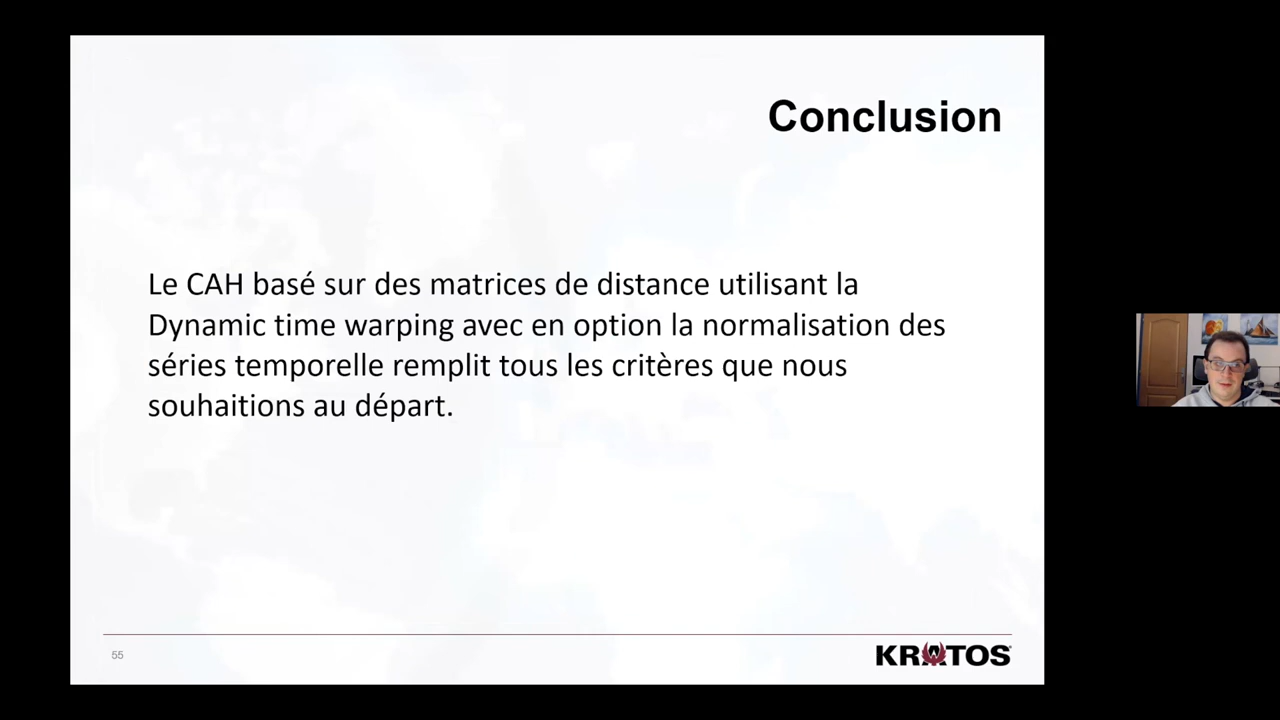 Conclusion
Le CAH basé sur des matrices de distance utilisant la
Dynamic time warping avec en option la normalisation des
séries temporelle remplit tous les critères que nous
souhaitions au départ.
55
KRATOS